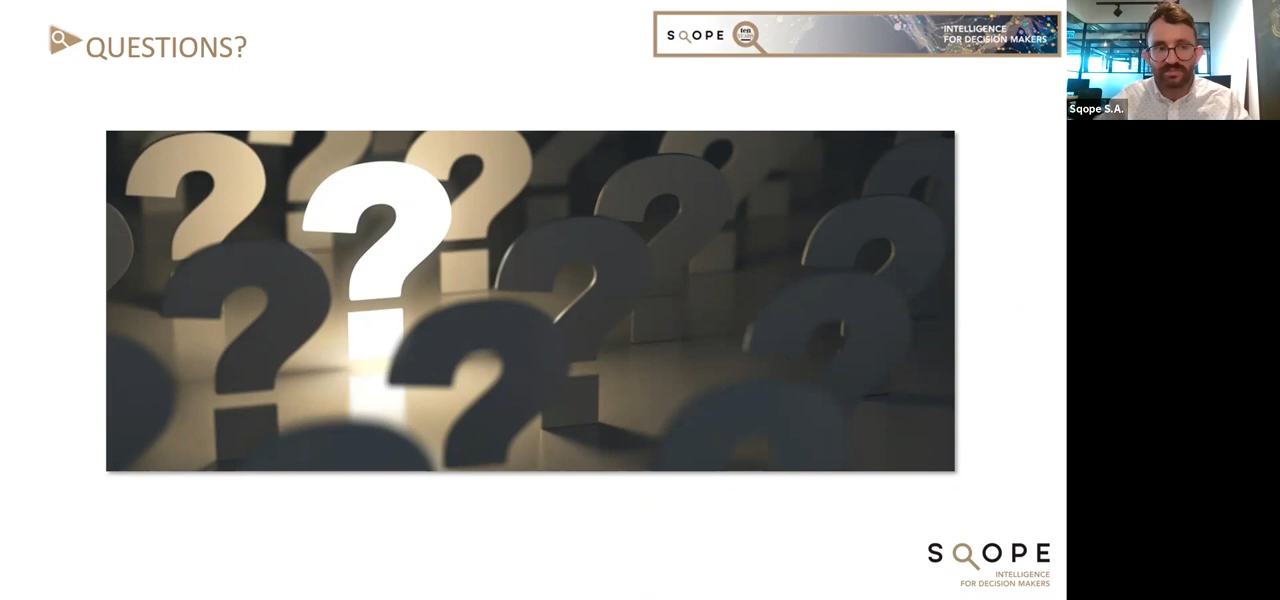 QUESTIONS?
SQOPE
ten
INTELLIGENCE
FOR DECISION MAKERS
Sqope S.A.
SQOPE
INTELLIGENCE
FOR DECISION MAKERS